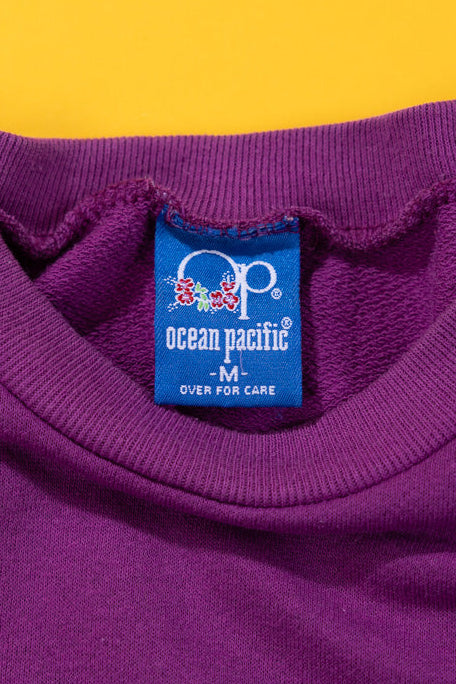 Op®
ocean pacific®
-M-
OVER FOR CARE